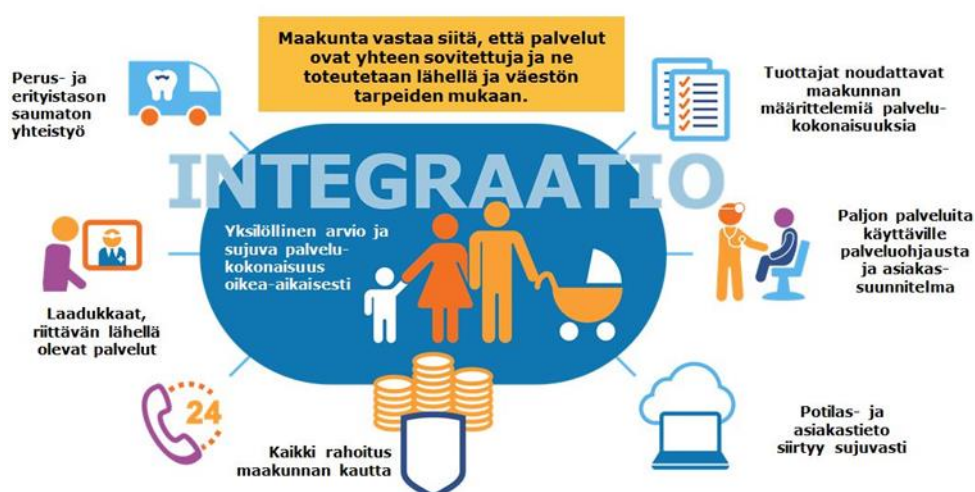 Maakunta vastaa siitä, että palvelut
ovat yhteen sovitettuja ja ne
toteutetaan lähellä ja väestön
tarpeiden mukaan.
Perus- ja
erityistason
saumaton
yhteistyö
Tuottajat noudattavat
maakunnan
määrittelemiä palvelu-
kokonaisuuksia
INTEGRAATIO
Yksilöllinen arvio ja
sujuva palvelu-
kokonaisuus
oikea-aikaisesti
Paljon palveluita
käyttäville
palveluohjausta
ja asiakas-
suunnitelma
Laadukkaat,
riittävän lähellä
olevat palvelut
24
Kaikki rahoitus
maakunnan kautta
Potilas- ja
asiakastieto
siirtyy sujuvasti